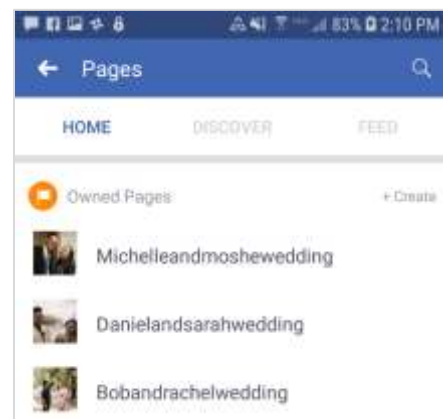 83% 2:10 PM
Pages
HOME DISCOVER FEED
Owned Pages + Create
Michelleandmoshewedding
Danielandsarahwedding
Bobandrachelwedding